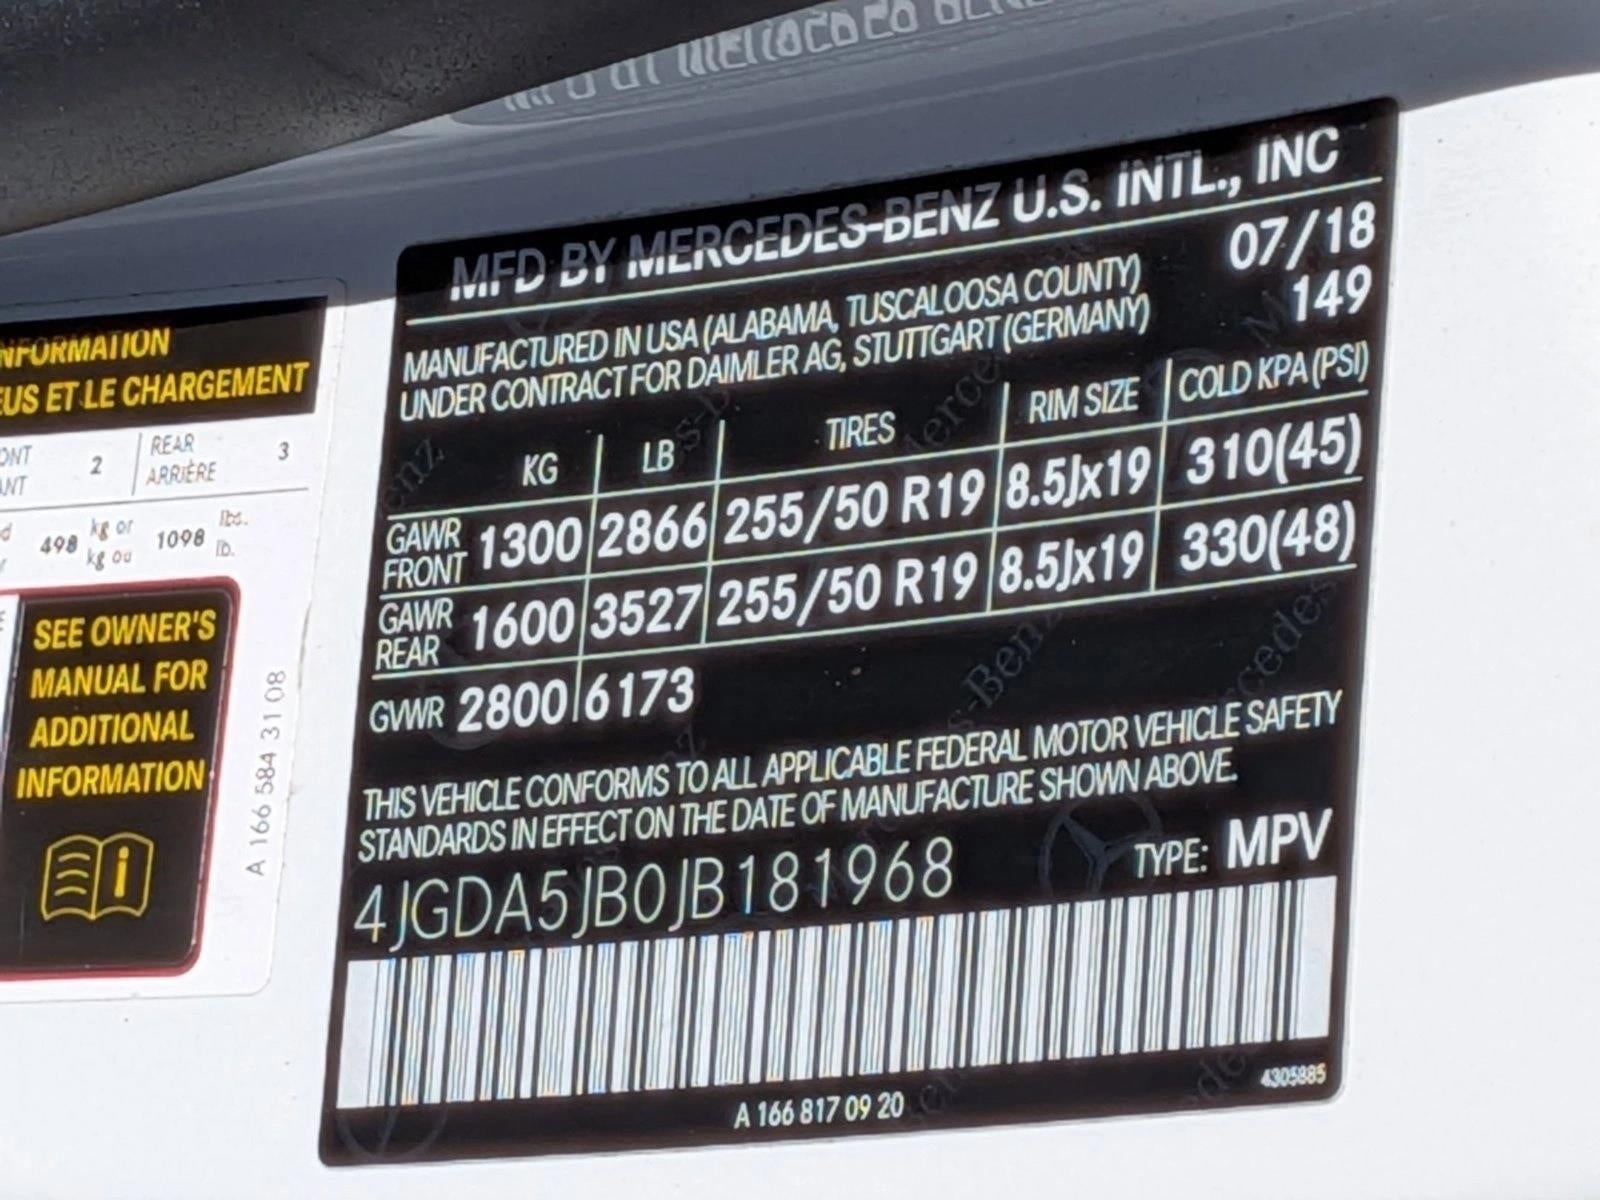 MFD BY MERCEDES-BENZ U.S. INTL., INC
MANUFACTURED IN USA (ALABAMA, TUSCALOOSA COUNTY) 07/18
UNDER CONTRACT FOR DAIMLER AG, STUTTGART (GERMANY) 149
KG LB TIRES RIM SIZE COLD KPA (PSI)
GAWR FRONT 1300 2866 255/50 R19 8.5Jx19 310(45)
GAWR REAR 1600 3527 255/50 R19 8.5Jx19 330(48)
GVWR 2800 6173
THIS VEHICLE CONFORMS TO ALL APPLICABLE FEDERAL MOTOR VEHICLE SAFETY
STANDARDS IN EFFECT ON THE DATE OF MANUFACTURE SHOWN ABOVE.
4JGDA5JB0JB181968 TYPE: MPV
4305885
A 166 817 09 20
NFORMATION
EUS ET LE CHARGEMENT
ONT 2 REAR 3
ANT ARRIÈRE
498 kg or 1098 lbs.
kg ou lb.
SEE OWNER'S
MANUAL FOR
ADDITIONAL
INFORMATION
A 166 584 31 08